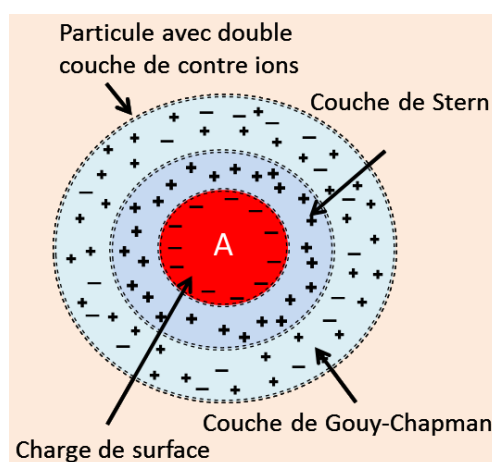 Particule avec double
couche de contre ions
Couche de Stern
A
Couche de Gouy-Chapman
Charge de surface